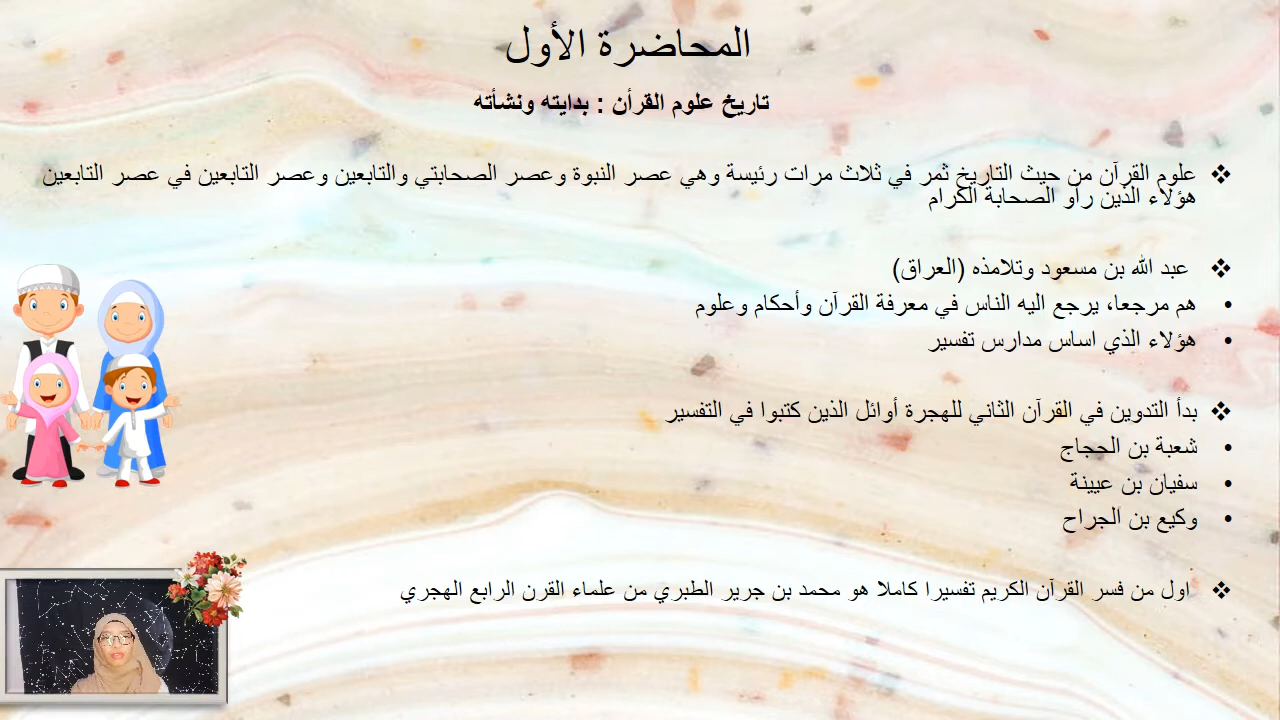 المحاضرة الأول
تاريخ علوم القرأن : بدايته ونشأته
❖ علوم القرآن من حيث التاريخ ثمر في ثلاث مرات رئيسة وهي عصر النبوة وعصر الصحابتي والتابعين وعصر التابعين في عصر التابعين
هؤلاء الذين رأو الصحابة الكرام
❖ عبد الله بن مسعود وتلامذه (العراق)
• هم مرجعا، يرجع اليه الناس في معرفة القرآن وأحكام وعلوم
• هؤلاء الذي اساس مدارس تفسير
❖ بدأ التدوين في القرآن الثاني للهجرة أوائل الذين كتبوا في التفسير
• شعبة بن الحجاج
• سفيان بن عيينة
• وكيع بن الجراح
❖ اول من فسر القرآن الكريم تفسيرا كاملا هو محمد بن جرير الطبري من علماء القرن الرابع الهجري